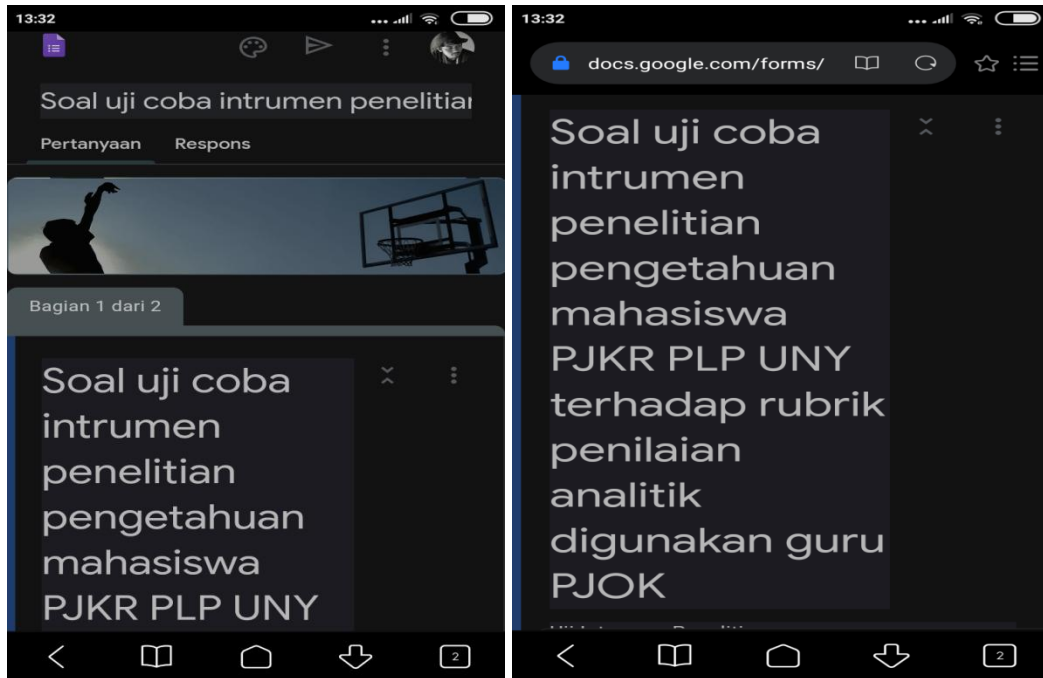 13:32
Soal uji coba intrumen penelitian
Pertanyaan Respons
Bagian 1 dari 2
Soal uji coba
intrumen
penelitian
pengetahuan
mahasiswa
PJKR PLP UNY
2
13:32
docs.google.com/forms/
Soal uji coba
intrumen
penelitian
pengetahuan
mahasiswa
PJKR PLP UNY
terhadap rubrik
penilaian
analitik
digunakan guru
PJOK
2